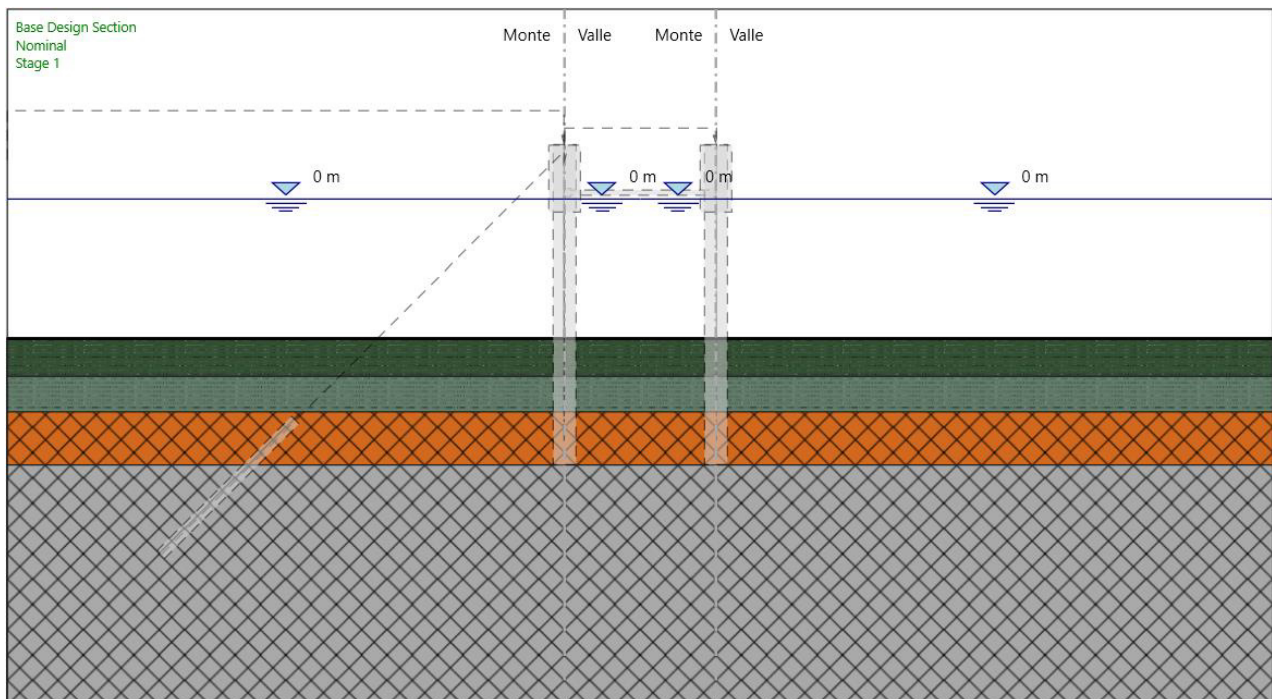 Base Design Section
Nominal
Stage 1
Monte Valle Monte Valle
0 m 0 m 0 m 0 m